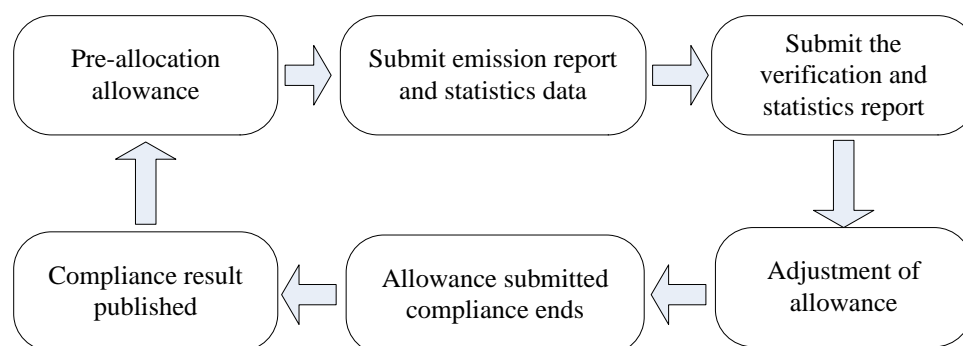 Pre-allocation
allowance
Submit emission report
and statistics data
Submit the
verification and
statistics report
Adjustment of
allowance
Allowance submitted
compliance ends
Compliance result
published